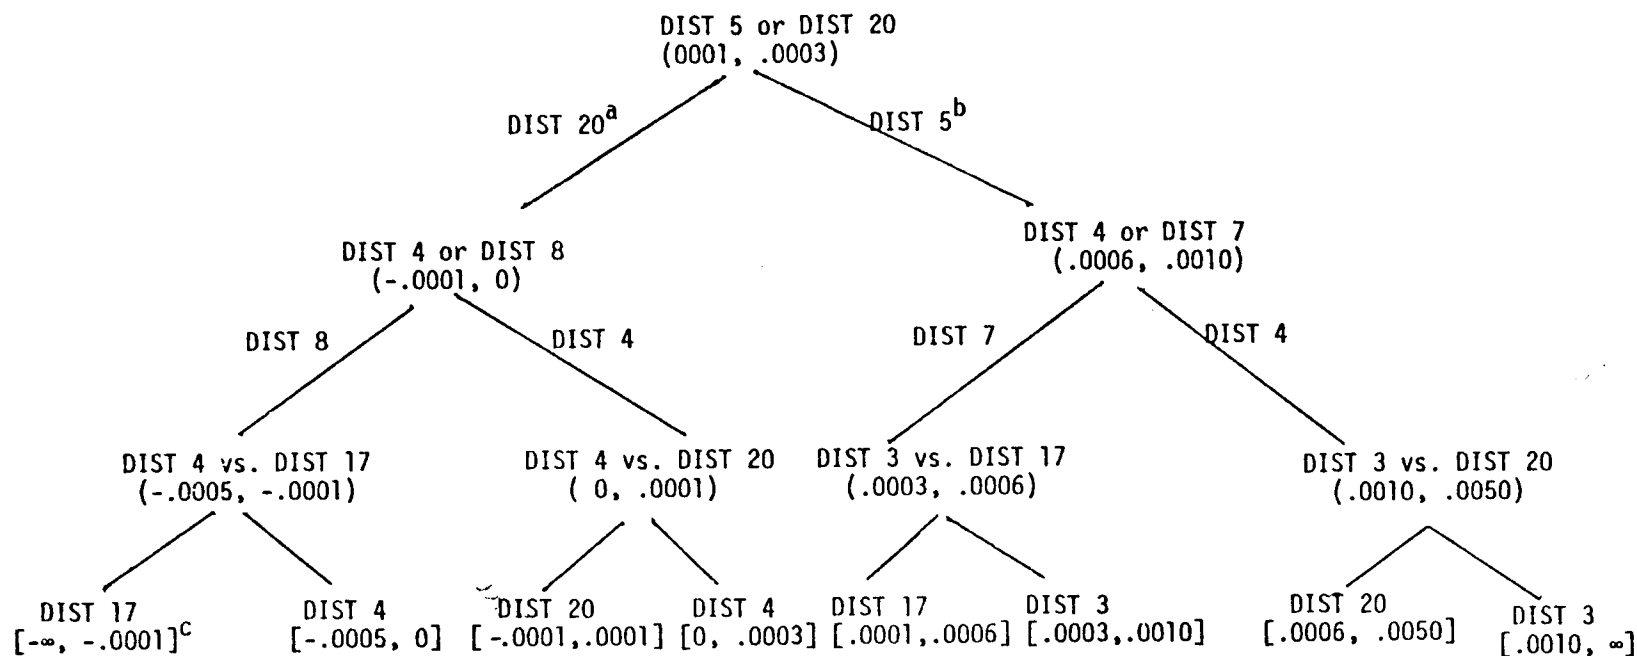 DIST 5 or DIST 20
(0001, .0003)
DIST 20a
DIST 5b
DIST 4 or DIST 8
(-.0001, 0)
DIST 4 or DIST 7
(.0006, .0010)
DIST 8
DIST 4
DIST 7
DIST 4
DIST 4 vs. DIST 17
(-.0005, -.0001)
DIST 4 vs. DIST 20
( 0, .0001)
DIST 3 vs. DIST 17
(.0003, .0006)
DIST 3 vs. DIST 20
(.0010, .0050)
DIST 17
[-∞, -.0001]c
DIST 4
[-.0005, 0]
DIST 20
[-.0001,.0001]
DIST 4
[0, .0003]
DIST 17
[.0001,.0006]
DIST 3
[.0003,.0010]
DIST 20
[.0006, .0050]
DIST 3
[.0010, ∞]